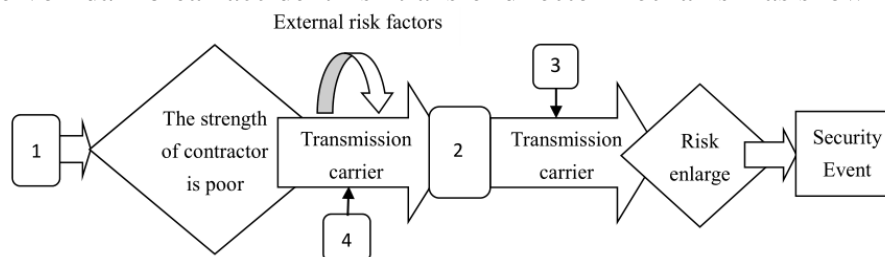 External risk factors
1
The strength
of contractor
is poor
Transmission
carrier
4
2
3
Transmission
carrier
Risk
enlarge
Security
Event